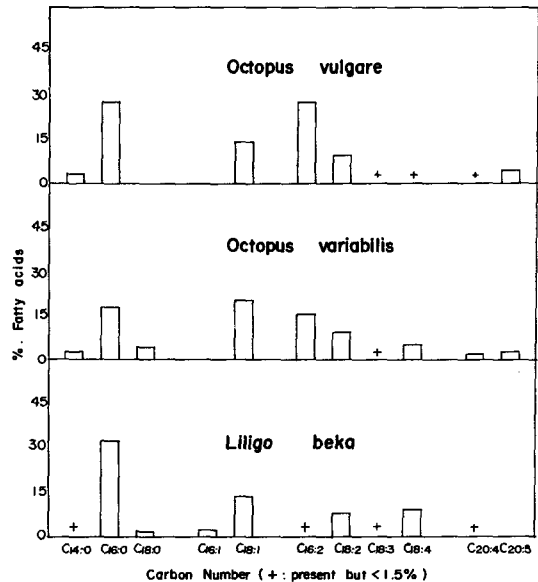 Octopus vulgare
45
30
15
0
+ + +
Octopus variabilis
45
30
15
0
+
Liligo beka
45
30
15
0
+ + + +
%. Fatty acids
C14:0 C16:0 C18:0 C16:1 C18:1 C16:2 C18:2 C18:3 C18:4 C20:4 C20:5
Carbon Number (+: present but <1.5%)